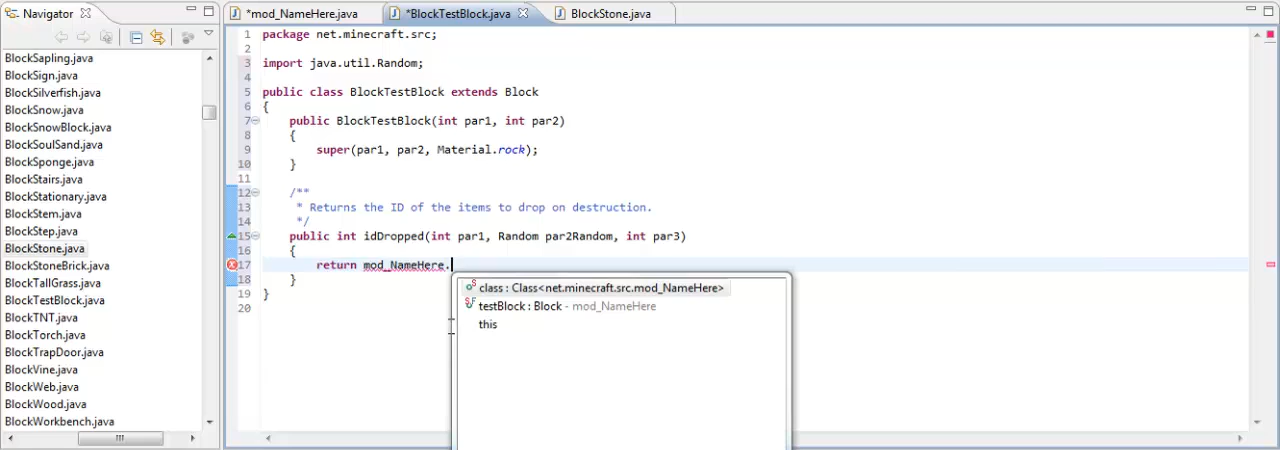 Navigator
BlockSapling.java
BlockSign.java
BlockSilverfish.java
BlockSnow.java
BlockSnowBlock.java
BlockSoulSand.java
BlockSponge.java
BlockStairs.java
BlockStationary.java
BlockStem.java
BlockStep.java
BlockStone.java
BlockStoneBrick.java
BlockTallGrass.java
BlockTestBlock.java
BlockTNT.java
BlockTorch.java
BlockTrapDoor.java
BlockVine.java
BlockWeb.java
BlockWood.java
BlockWorkbench.java
*mod_NameHere.java
*BlockTestBlock.java
BlockStone.java
1 package net.minecraft.src;
2
3 import java.util.Random;
4
5 public class BlockTestBlock extends Block
6 {
7 public BlockTestBlock(int par1, int par2)
8 {
9 super(par1, par2, Material.rock);
10 }
11
12 /**
13 * Returns the ID of the items to drop on destruction.
14 */
15 public int idDropped(int par1, Random par2Random, int par3)
16 {
17 return mod_NameHere.
18 }
19 }
20
class : Class<net.minecraft.src.mod_NameHere>
testBlock : Block - mod_NameHere
this